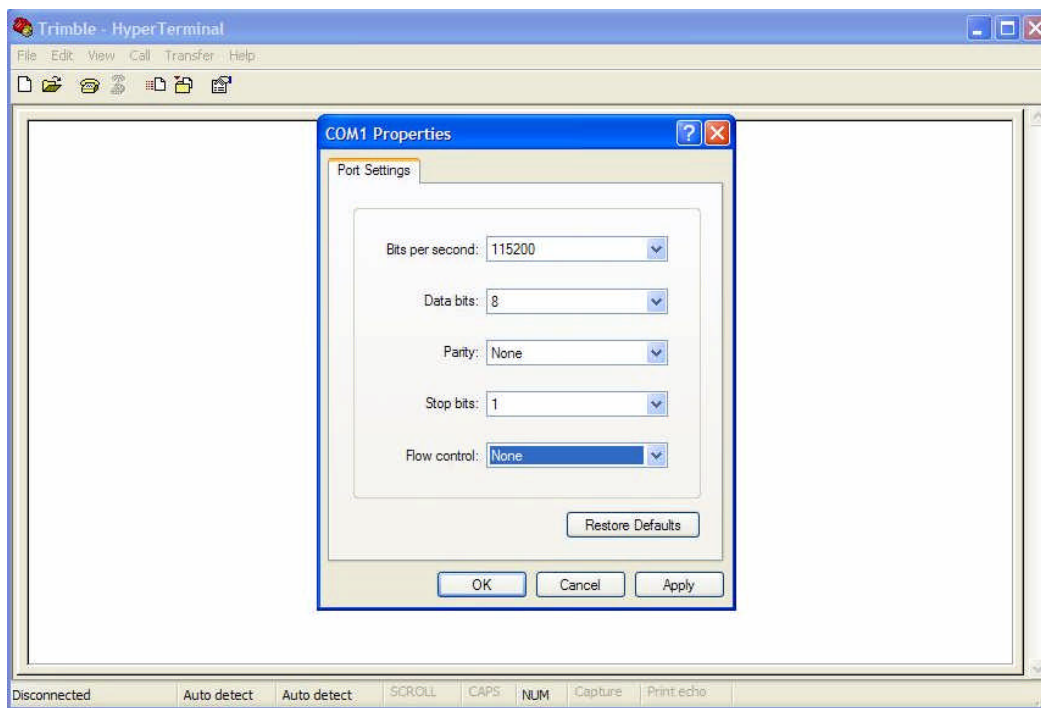 Trimble - HyperTerminal
File Edit View Call Transfer Help
COM1 Properties
Port Settings
Bits per second: 115200
Data bits: 8
Parity: None
Stop bits: 1
Flow control: None
Restore Defaults
OK Cancel Apply
Disconnected Auto detect Auto detect SCROLL CAPS NUM Capture Print echo